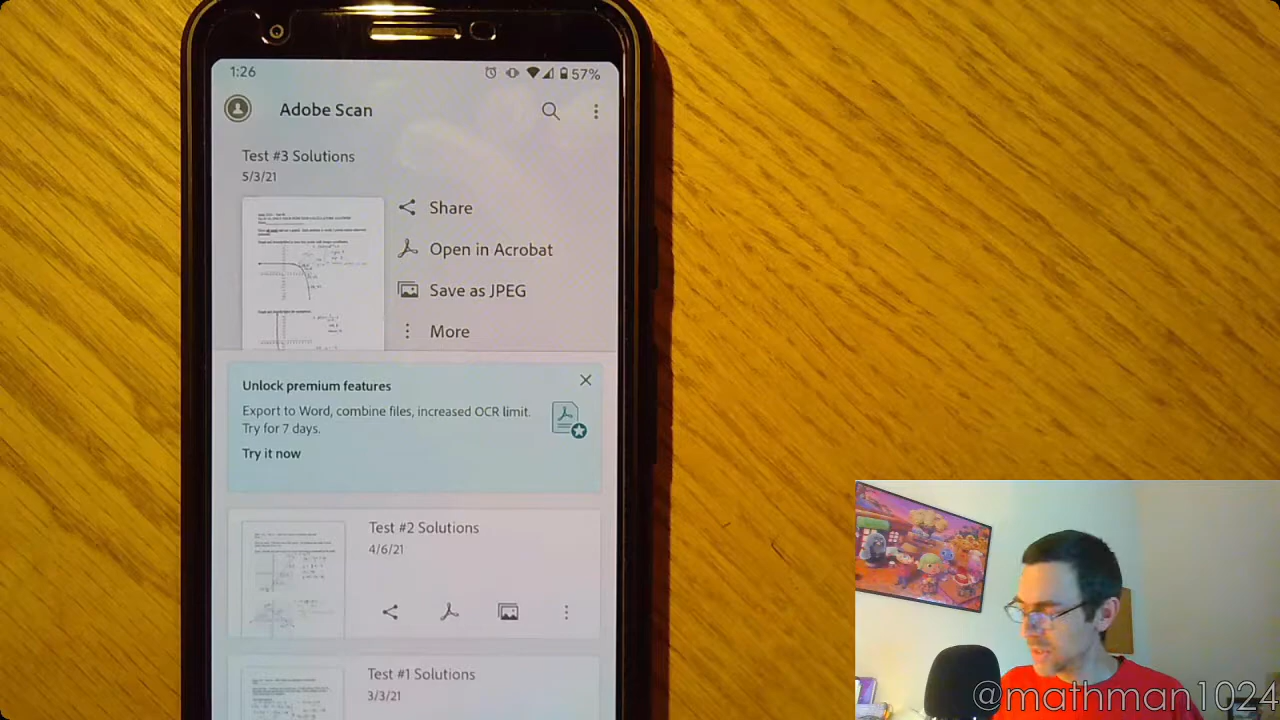 1:26
57%
Adobe Scan
Test #3 Solutions
5/3/21
Share
Open in Acrobat
Save as JPEG
More
Unlock premium features
Export to Word, combine files, increased OCR limit.
Try for 7 days.
Try it now
Test #2 Solutions
4/6/21
Test #1 Solutions
3/3/21
@mathman1024